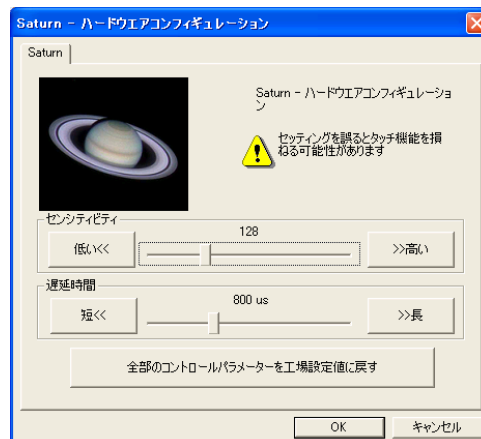 Saturn - ハードウエアコンフィギュレーション
Saturn
Saturn - ハードウエアコンフィギュレーショ
ン
セッティングを誤るとタッチ機能を損
ねる可能性があります
センシティビティ
128
低い<<
>>高い
遅延時間
800 us
短<<
>>長
全部のコントロールパラメーターを工場設定値に戻す
OK
キャンセル